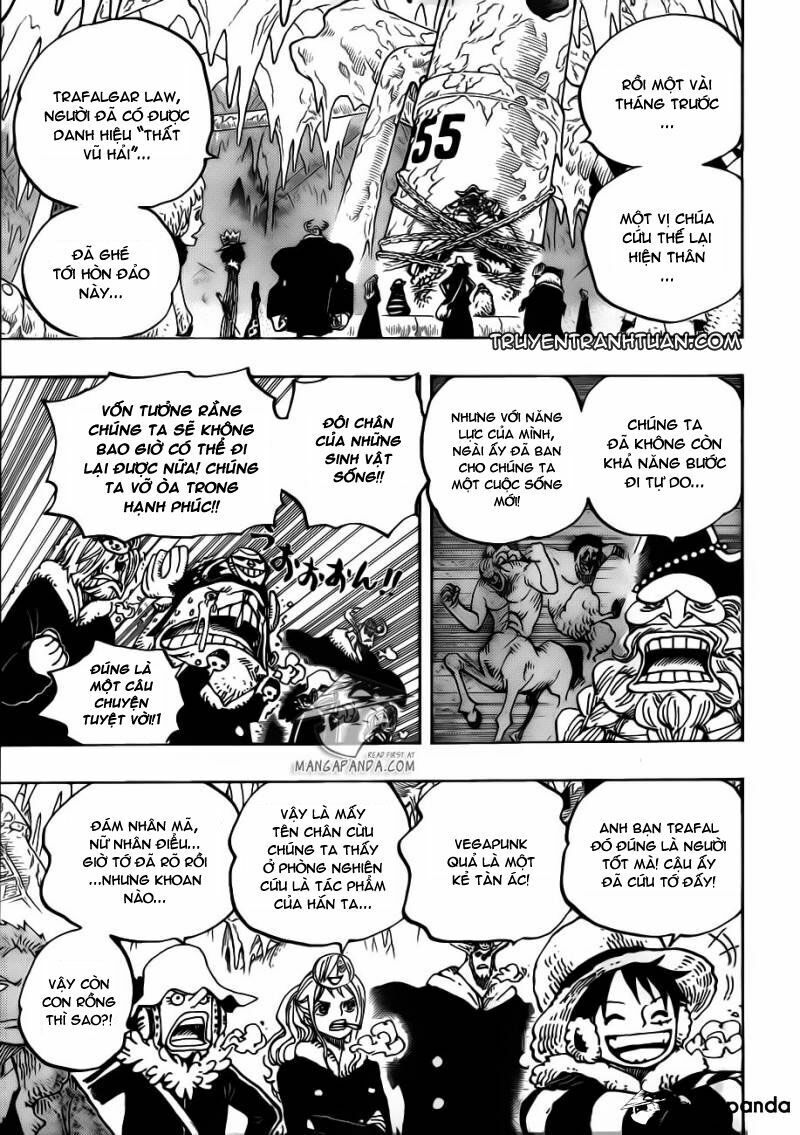 RỒI MỘT VÀI
THÁNG TRƯỚC
...
MỘT VỊ CHÚA
CỨU THẾ LẠI
HIỆN THÂN
...
TRAFALGAR LAW,
NGƯỜI ĐÃ CÓ ĐƯỢC
DANH HIỆU "THẤT
VŨ HẢI"...
ĐÃ GHÉ
TỚI HÒN ĐẢO
NÀY...
55
TRUYENTRANHTUAN.COM
CHÚNG TA
ĐÃ KHÔNG CÒN
KHẢ NĂNG BƯỚC
ĐI TỰ DO...
NHƯNG VỚI NĂNG
LỰC CỦA MÌNH,
NGÀI ẤY ĐÃ BAN
CHO CHÚNG TA
MỘT CUỘC SỐNG
MỚI!
ĐÔI CHÂN
CỦA NHỮNG
SINH VẬT
SỐNG!!
VỐN TƯỞNG RẰNG
CHÚNG TA SẼ KHÔNG
BAO GIỜ CÓ THỂ ĐI
LẠI ĐƯỢC NỮA! CHÚNG
TA VỠ ÒA TRONG
HẠNH PHÚC!!
うおおおん!!
ĐÚNG LÀ
MỘT CÂU
CHUYỆN
TUYỆT VỜI!1
READ FIRST AT
MANGAPANDA.COM
ANH BẠN TRAFAL
ĐÓ ĐÚNG LÀ NGƯỜI
TỐT MÀ! CẬU ẤY
ĐÃ CỨU TỚ ĐẤY!
VEGAPUNK
QUẢ LÀ MỘT
KẺ TÀN ÁC!
VẬY LÀ MẤY
TÊN CHÂN CỪU
CHÚNG TA THẤY
Ở PHÒNG NGHIÊN
CỨU LÀ TÁC PHẨM
CỦA HẮN TA...
ĐÁM NHÂN MÃ,
NỮ NHÂN ĐIỂU...
GIỜ TỚ ĐÃ RÕ RỒI
...NHƯNG KHOAN
NÀO...
VẬY CÒN
CON RỒNG
THÌ SAO?!